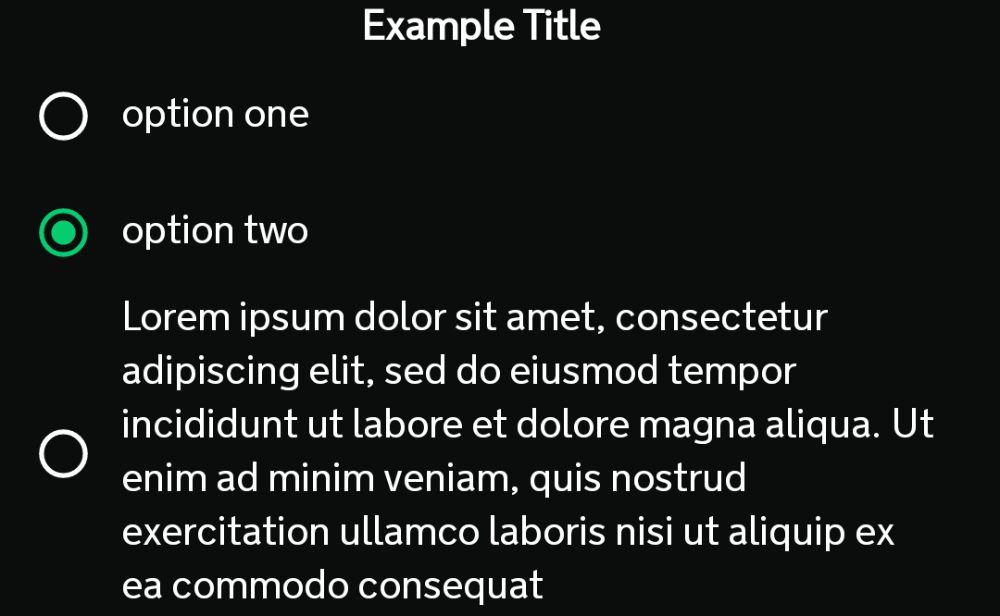 Example Title
option one
option two
Lorem ipsum dolor sit amet, consectetur
adipiscing elit, sed do eiusmod tempor
incididunt ut labore et dolore magna aliqua. Ut
enim ad minim veniam, quis nostrud
exercitation ullamco laboris nisi ut aliquip ex
ea commodo consequat